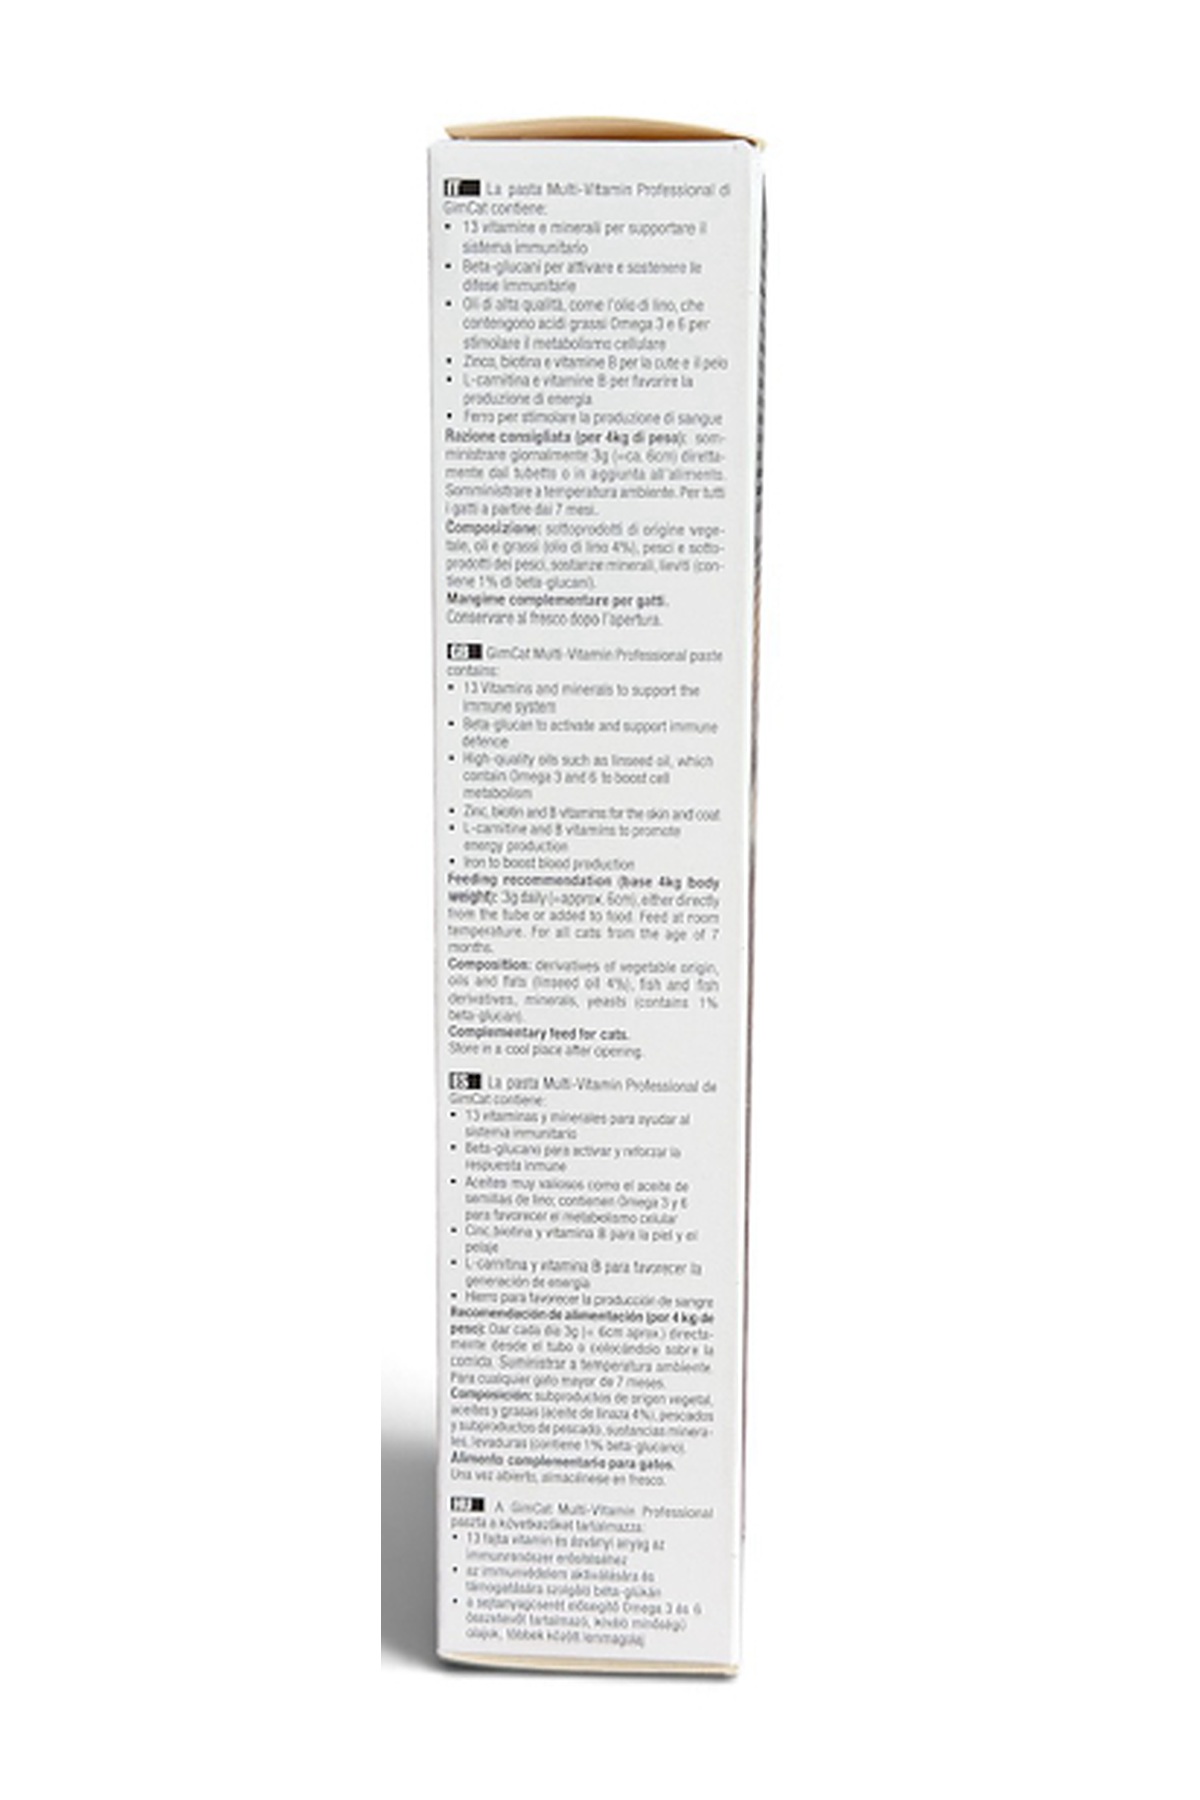 IT La pasta Multi-Vitamin Professional di
GimCat contiene:
• 13 vitamine e minerali per supportare il
sistema immunitario
• Beta-glucani per attivare e sostenere le
difese immunitarie
• Oli di alta qualità, come l'olio di lino, che
contengono acidi grassi Omega 3 e 6 per
stimolare il metabolismo cellulare
• Zinco, biotina e vitamine B per la cute e il pelo
• L-carnitina e vitamine B per favorire la
produzione di energia
• Ferro per stimolare la produzione di sangue
Razione consigliata (per 4kg di peso): som-
ministrare giornalmente 3g (=ca. 6cm) diretta-
mente dal tubetto o in aggiunta all'alimento.
Somministrare a temperatura ambiente. Per tutti
i gatti a partire dai 7 mesi.
Composizione: sottoprodotti di origine vege-
tale, oli e grassi (olio di lino 4%), pesci e sotto-
prodotti dei pesci, sostanze minerali, lieviti (con-
tiene 1% di beta-glucani).
Mangime complementare per gatti.
Conservare al fresco dopo l'apertura.
GB GimCat Multi-Vitamin Professional paste
contains:
• 13 Vitamins and minerals to support the
immune system
• Beta-glucan to activate and support immune
defence
• High-quality oils such as linseed oil, which
contain Omega 3 and 6 to boost cell
metabolism
• Zinc, biotin and B vitamins for the skin and coat
• L-carnitine and B vitamins to promote
energy production
• Iron to boost blood production
Feeding recommendation (base 4kg body
weight): 3g daily (=approx. 6cm), either directly
from the tube or added to food. Feed at room
temperature. For all cats from the age of 7
months.
Composition: derivatives of vegetable origin,
oils and fats (linseed oil 4%), fish and fish
derivatives, minerals, yeasts (contains 1%
beta-glucan).
Complementary feed for cats.
Store in a cool place after opening.
ES La pasta Multi-Vitamin Professional de
GimCat contiene:
• 13 vitaminas y minerales para ayudar al
sistema inmunitario
• Beta-glucano para activar y reforzar la
respuesta inmune
• Aceites muy valiosos como el aceite de
semillas de lino; contienen Omega 3 y 6
para favorecer el metabolismo celular
• Cinc, biotina y vitamina B para la piel y el
pelaje
• L-carnitina y vitamina B para favorecer la
generación de energía
• Hierro para favorecer la producción de sangre
Recomendación de alimentación (por 4 kg de
peso): Dar cada día 3g (= 6cm aprox.) directa-
mente desde el tubo o colocándolo sobre la
comida. Suministrar a temperatura ambiente.
Para cualquier gato mayor de 7 meses.
Composición: subproductos de origen vegetal,
aceites y grasas (aceite de linaza 4%), pescados
y subproductos de pescado, sustancias minera-
les, levaduras (contiene 1% beta-glucano).
Alimento complementario para gatos.
Una vez abierto, almacénese en fresco.
HU A GimCat Multi-Vitamin Professional
paszta a következőket tartalmazza:
• 13 fajta vitamin és ásványi anyag az
immunrendszer erősítéséhez
• az immunvédelem aktiválására és
támogatására szolgáló béta-glükán
• a sejtanyagcserét elősegítő Omega 3 és 6
összetevőt tartalmazó, kiváló minőségű
olajok, többek között lenmagolaj